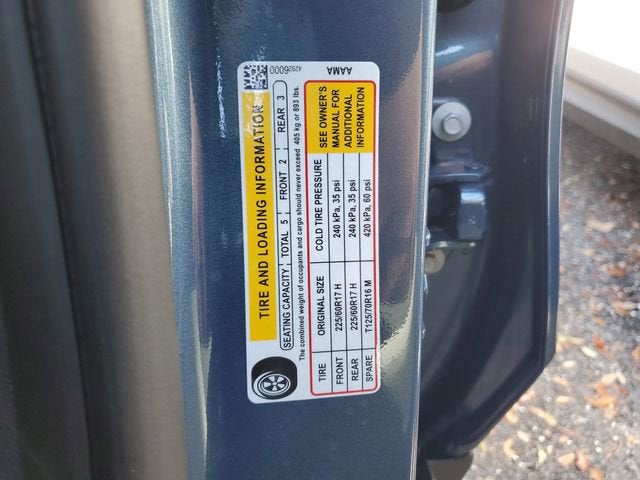 42926000 AAMA
TIRE AND LOADING INFORMATION
SEATING CAPACITY TOTAL 5 FRONT 2 REAR 3
The combined weight of occupants and cargo should never exceed 405 kg or 893 lbs.
TIRE ORIGINAL SIZE COLD TIRE PRESSURE
FRONT 225/60R17 H 240 kPa, 35 psi
REAR 225/60R17 H 240 kPa, 35 psi
SPARE T125/70R16 M 420 kPa, 60 psi
SEE OWNER'S
MANUAL FOR
ADDITIONAL
INFORMATION